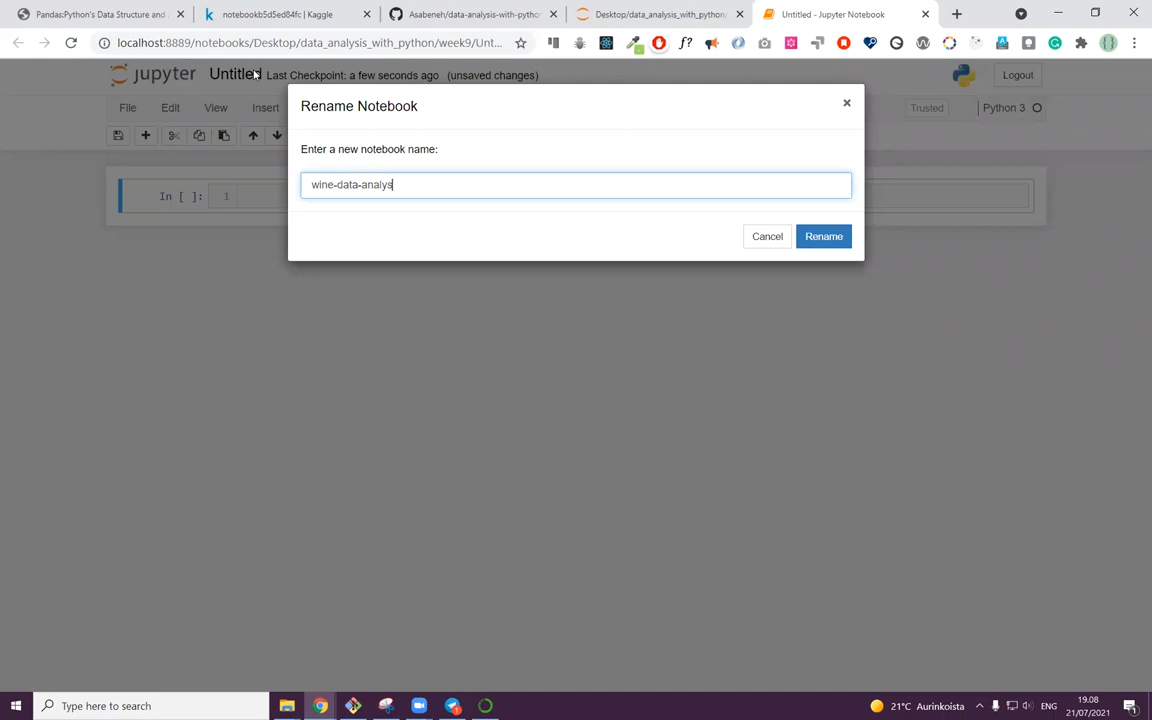 Pandas:Python's Data Structure and
notebookb5d5ed84fc | Kaggle
Asabeneh/data-analysis-with-python
Desktop/data_analysis_with_python/
Untitled - Jupyter Notebook
localhost:8889/notebooks/Desktop/data_analysis_with_python/week9/Unt...
f?
jupyter Untitled Last Checkpoint: a few seconds ago (unsaved changes)
Logout
File Edit View Insert
Trusted
Python 3
Rename Notebook
Enter a new notebook name:
wine-data-analys
Cancel Rename
In [ ]: 1
Type here to search
21°C Aurinkoista
ENG
19.08
21/07/2021
1